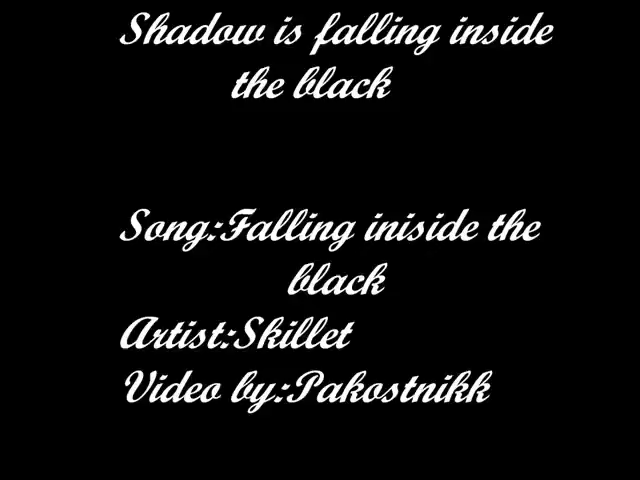 Shadow is falling inside
the black
Song:Falling iniside the
black
Artist:Skillet
Video by:Pakostnikk